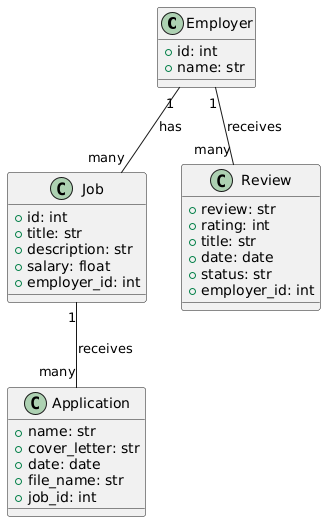 C Employer
id: int
name: str
1
1
has
receives
many
many
C Job
id: int
title: str
description: str
salary: float
employer_id: int
C Review
review: str
rating: int
title: str
date: date
status: str
employer_id: int
1
receives
many
C Application
name: str
cover_letter: str
date: date
file_name: str
job_id: int